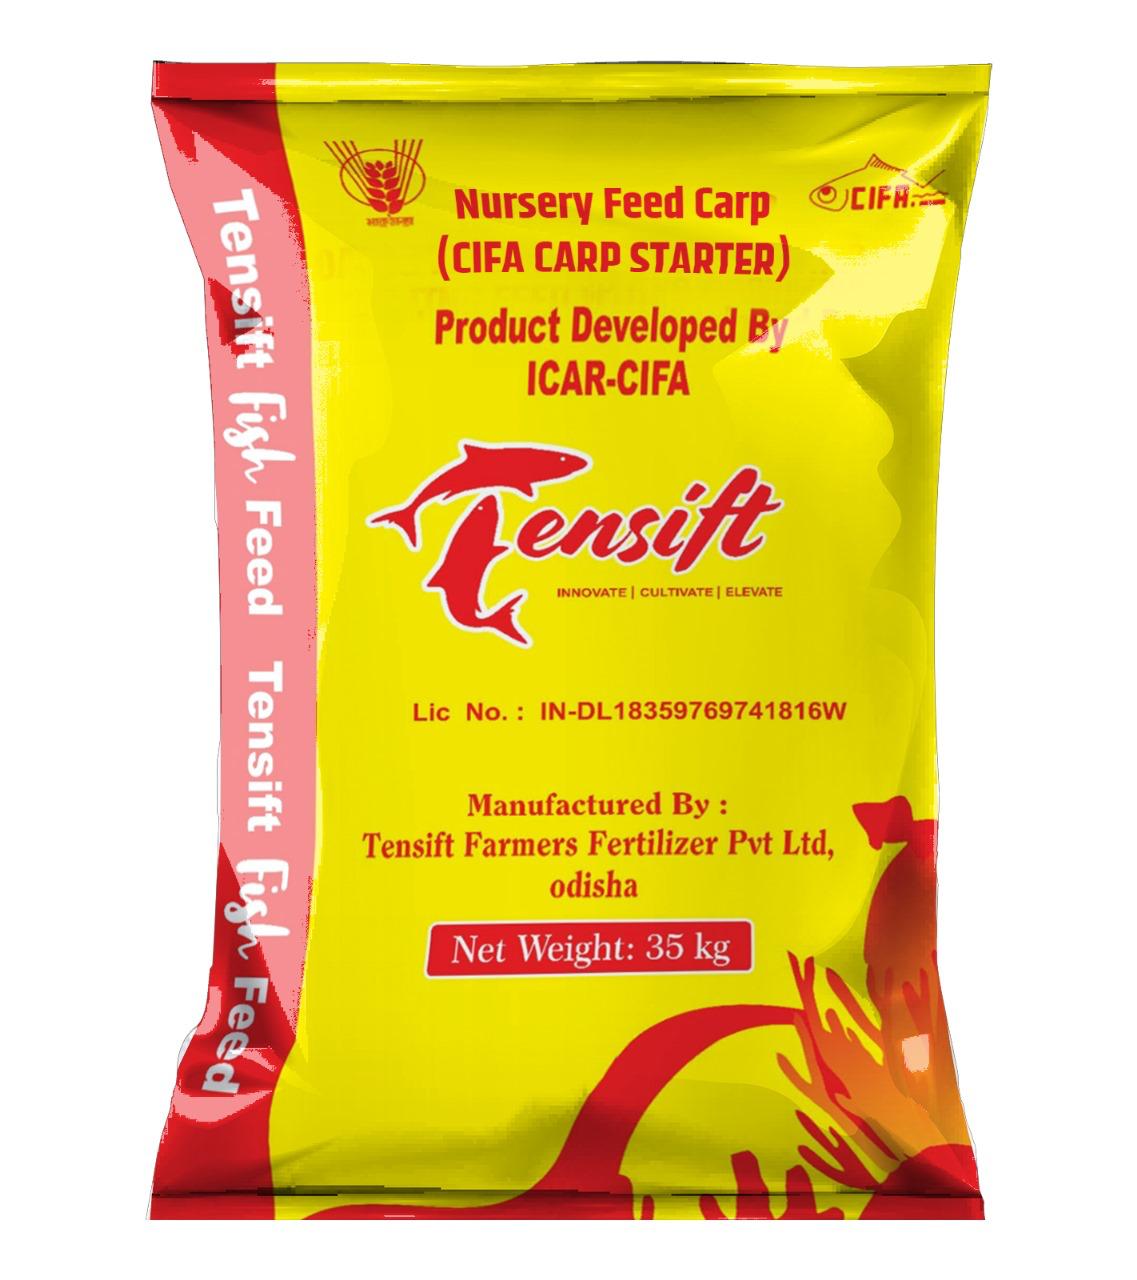 भाकृअनुप
CIFA
Nursery Feed Carp
(CIFA CARP STARTER)
Product Developed By
ICAR-CIFA
Tensift
INNOVATE | CULTIVATE | ELEVATE
Lic No. : IN-DL18359769741816W
Manufactured By :
Tensift Farmers Fertilizer Pvt Ltd,
odisha
Net Weight: 35 kg
Tensift Fish Feed Tensift Fish Feed